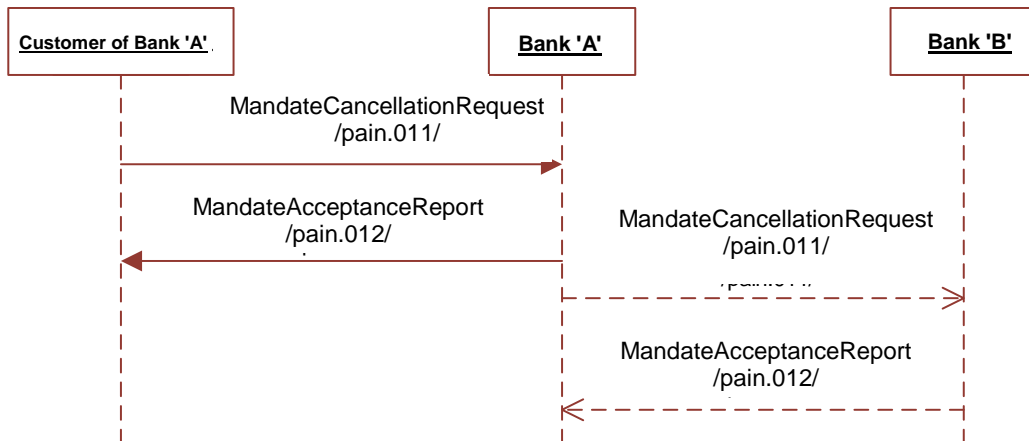 Customer of Bank 'A'
Bank 'A'
Bank 'B'
MandateCancellationRequest
/pain.011/
MandateAcceptanceReport
/pain.012/
MandateCancellationRequest
/pain.011/
MandateAcceptanceReport
/pain.012/